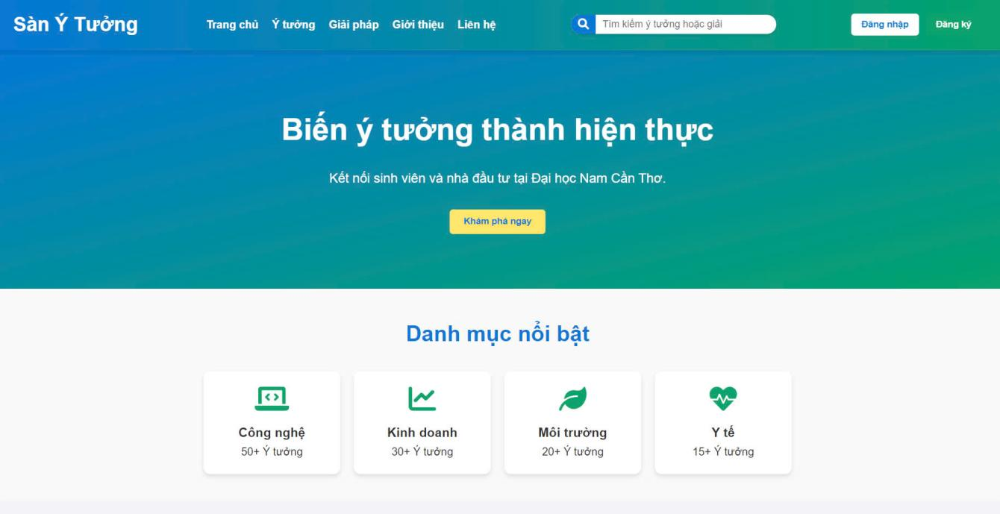 Sàn Ý Tưởng
Trang chủ Ý tưởng Giải pháp Giới thiệu Liên hệ
Tìm kiếm ý tưởng hoặc giải
Đăng nhập Đăng ký
Biến ý tưởng thành hiện thực
Kết nối sinh viên và nhà đầu tư tại Đại học Nam Cần Thơ.
Khám phá ngay
Danh mục nổi bật
Công nghệ
50+ Ý tưởng
Kinh doanh
30+ Ý tưởng
Môi trường
20+ Ý tưởng
Y tế
15+ Ý tưởng